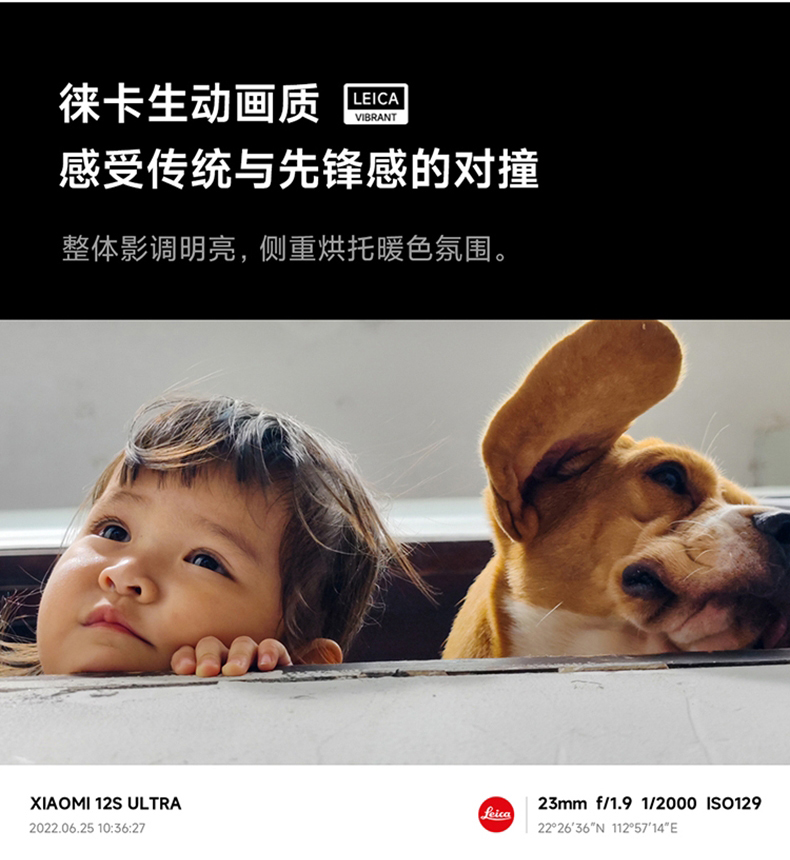 徕卡生动画质 LEICA VIBRANT
感受传统与先锋感的对撞
整体影调明亮，侧重烘托暖色氛围。
XIAOMI 12S ULTRA
2022.06.25 10:36:27
Leica
23mm f/1.9 1/2000 ISO129
22°26'36"N 112°57'14"E